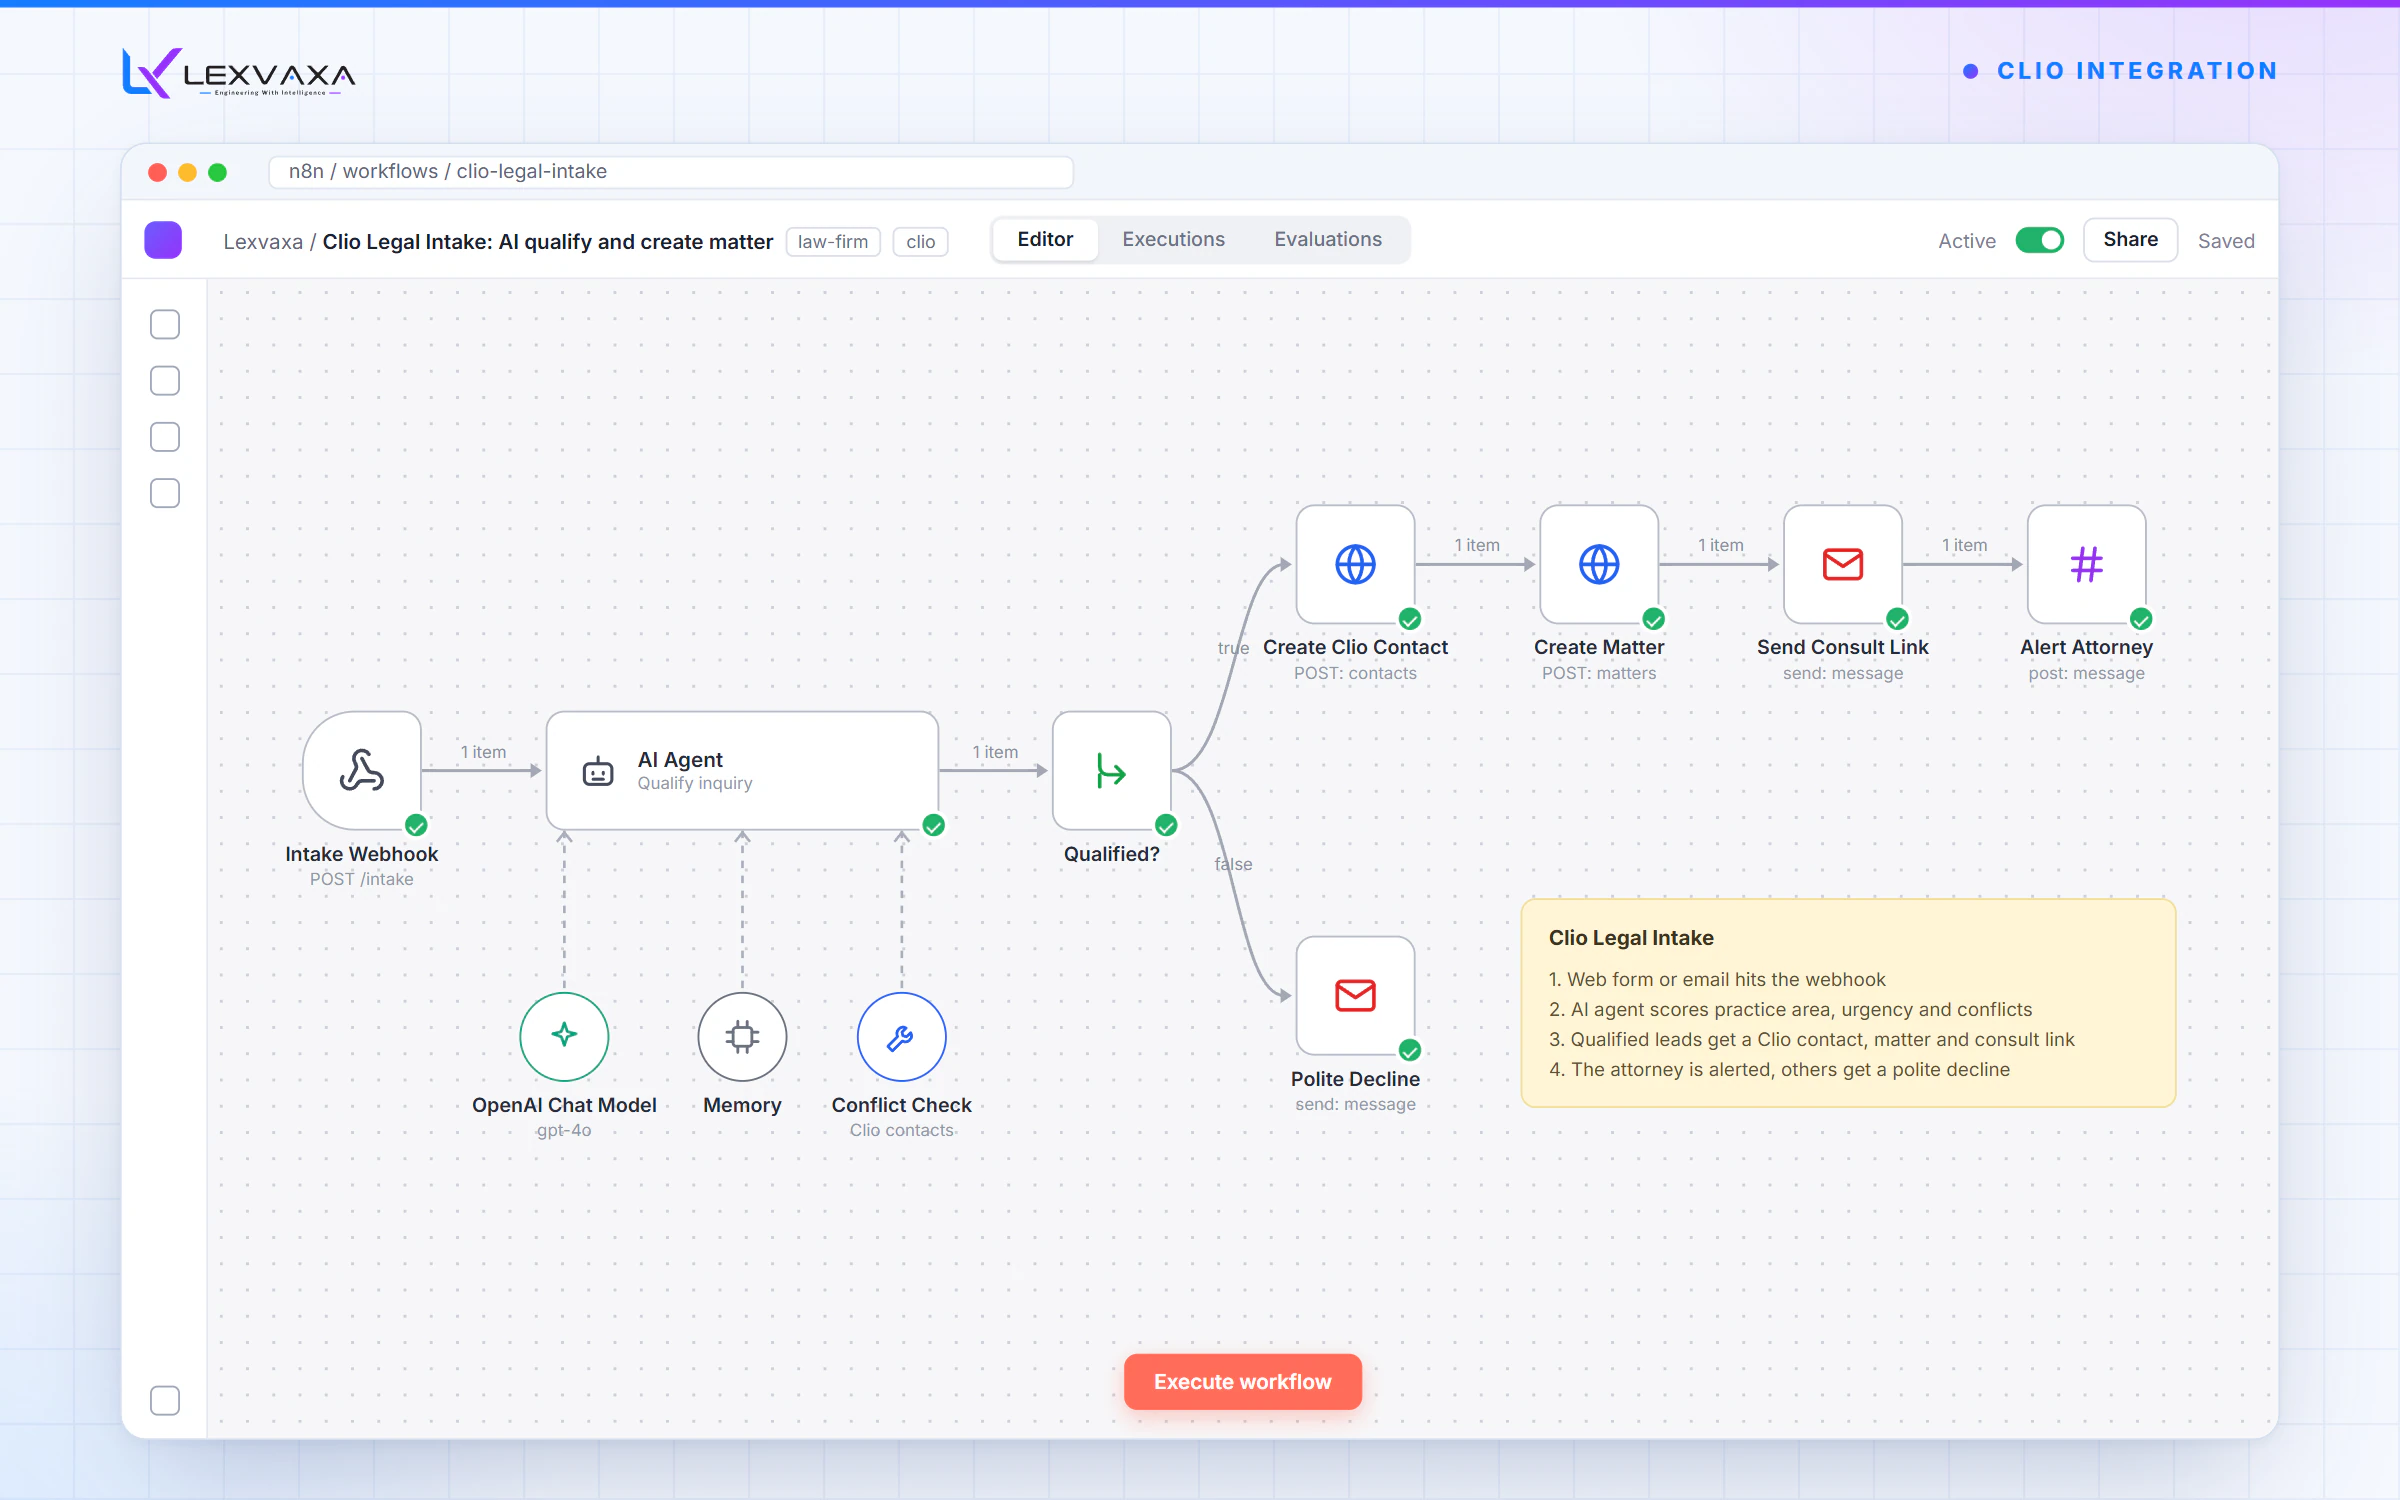 LEXVAXA
Engineering With Intelligence
CLIO INTEGRATION
n8n / workflows / clio-legal-intake
Lexvaxa / Clio Legal Intake: AI qualify and create matter
law-firm
clio
Editor
Executions
Evaluations
Active
Share
Saved
1 item
1 item
1 item
true
Create Clio Contact
POST: contacts
Create Matter
POST: matters
Send Consult Link
send: message
Alert Attorney
post: message
1 item
AI Agent
Qualify inquiry
1 item
Intake Webhook
POST /intake
Qualified?
false
Clio Legal Intake
1. Web form or email hits the webhook
2. AI agent scores practice area, urgency and conflicts
3. Qualified leads get a Clio contact, matter and consult link
4. The attorney is alerted, others get a polite decline
Polite Decline
send: message
OpenAI Chat Model
gpt-4o
Memory
Conflict Check
Clio contacts
Execute workflow